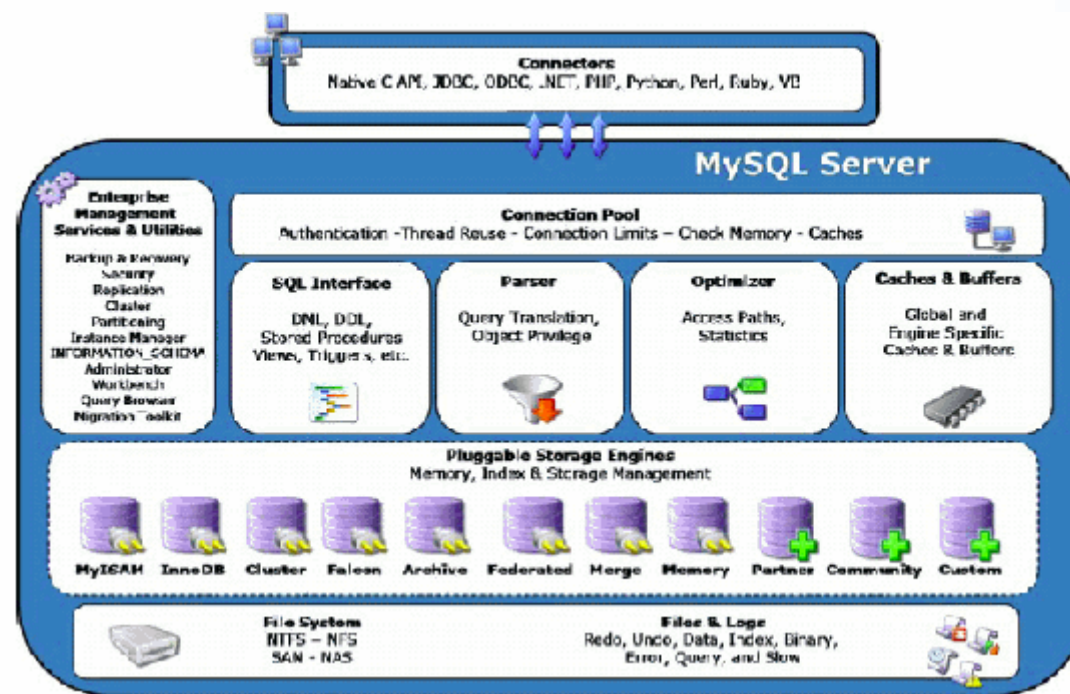 Connectors
Native C API, JDBC, ODBC, .NET, PHP, Python, Perl, Ruby, VB
MySQL Server
Enterprise
Management
Services & Utilities
Backup & Recovery
Security
Replication
Cluster
Partitioning
Instance Manager
INFORMATION_SCHEMA
Administrator
Workbench
Query Browser
Migration Toolkit
Connection Pool
Authentication -Thread Reuse - Connection Limits – Check Memory - Caches
SQL Interface
DML, DDL,
Stored Procedures
Views, Triggers, etc.
Parser
Query Translation,
Object Privilege
Optimizer
Access Paths,
Statistics
Caches & Buffers
Global and
Engine Specific
Caches & Buffers
Pluggable Storage Engines
Memory, Index & Storage Management
MyISAM InnoDB Cluster Falcon Archive Federated Merge Memory Partner Community Custom
File System
NTFS – NFS
SAN - NAS
Files & Logs
Redo, Undo, Data, Index, Binary,
Error, Query, and Slow